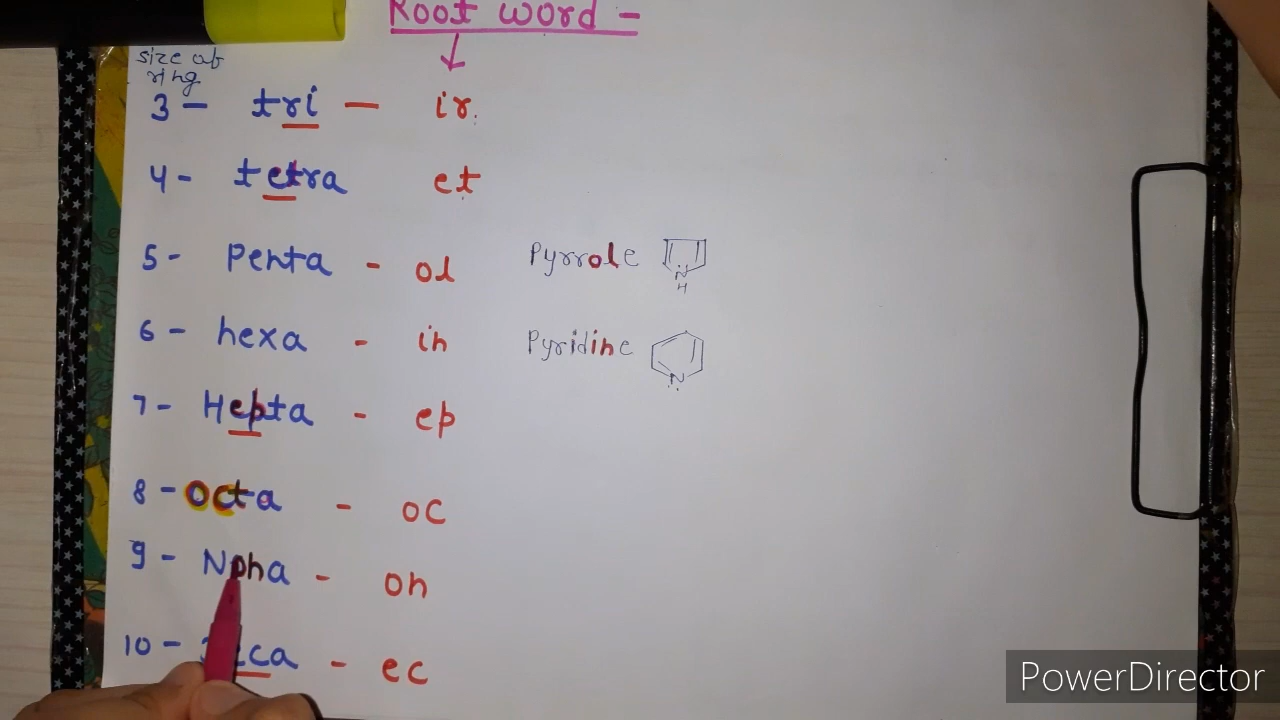 Root word -
size of
ring
3 - tri - ir.
4 - tetra et
5 - Penta - ol Pyrrole N H
6 - hexa - in Pyridine N
7 - Hepta - ep
8 - octa - oc
9 - Nona - on
10 - ca - ec
PowerDirector